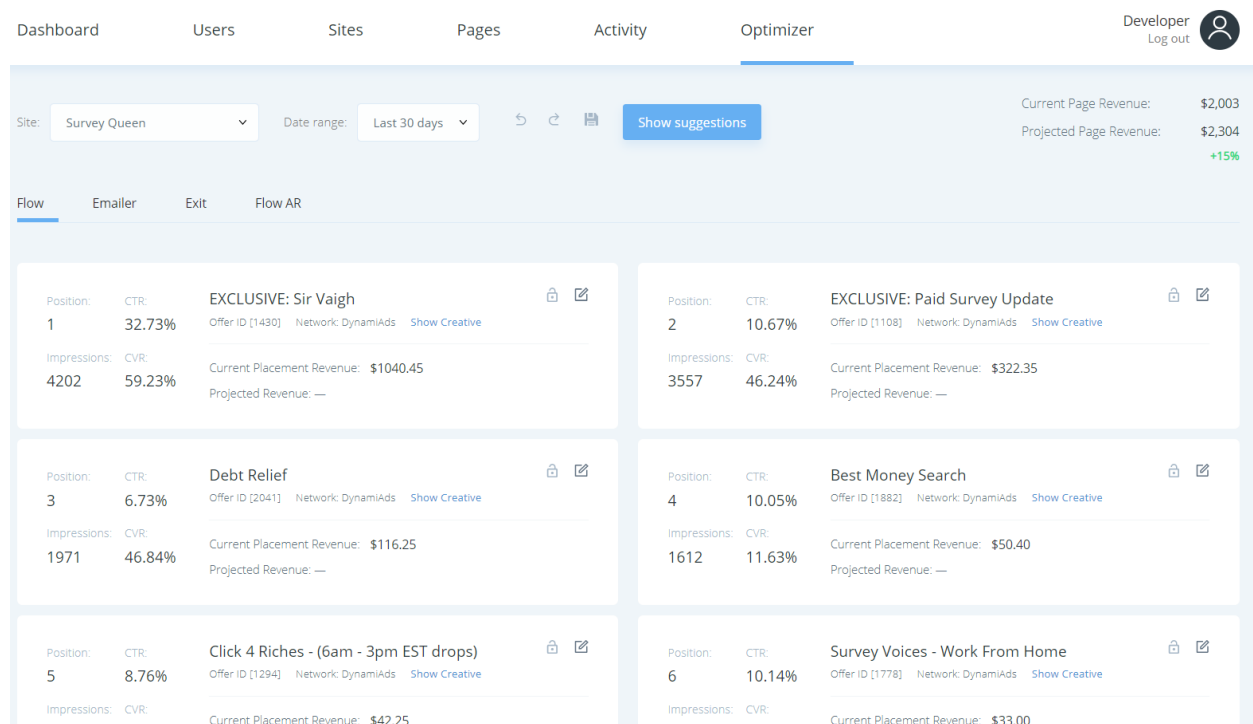 Dashboard Users Sites Pages Activity Optimizer Developer
Log out
Site: Survey Queen Date range: Last 30 days Show suggestions
Current Page Revenue: $2,003
Projected Page Revenue: $2,304
+15%
Flow Emailer Exit Flow AR
Position: CTR: EXCLUSIVE: Sir Vaigh
1 32.73% Offer ID [1430] Network: DynamiAds Show Creative
Impressions: CVR: Current Placement Revenue: $1040.45
4202 59.23% Projected Revenue: —
Position: CTR: EXCLUSIVE: Paid Survey Update
2 10.67% Offer ID [1108] Network: DynamiAds Show Creative
Impressions: CVR: Current Placement Revenue: $322.35
3557 46.24% Projected Revenue: —
Position: CTR: Debt Relief
3 6.73% Offer ID [2041] Network: DynamiAds Show Creative
Impressions: CVR: Current Placement Revenue: $116.25
1971 46.84% Projected Revenue: —
Position: CTR: Best Money Search
4 10.05% Offer ID [1882] Network: DynamiAds Show Creative
Impressions: CVR: Current Placement Revenue: $50.40
1612 11.63% Projected Revenue: —
Position: CTR: Click 4 Riches - (6am - 3pm EST drops)
5 8.76% Offer ID [1294] Network: DynamiAds Show Creative
Impressions: CVR: Current Placement Revenue: $42.25
Position: CTR: Survey Voices - Work From Home
6 10.14% Offer ID [1778] Network: DynamiAds Show Creative
Impressions: CVR: Current Placement Revenue: $33.00